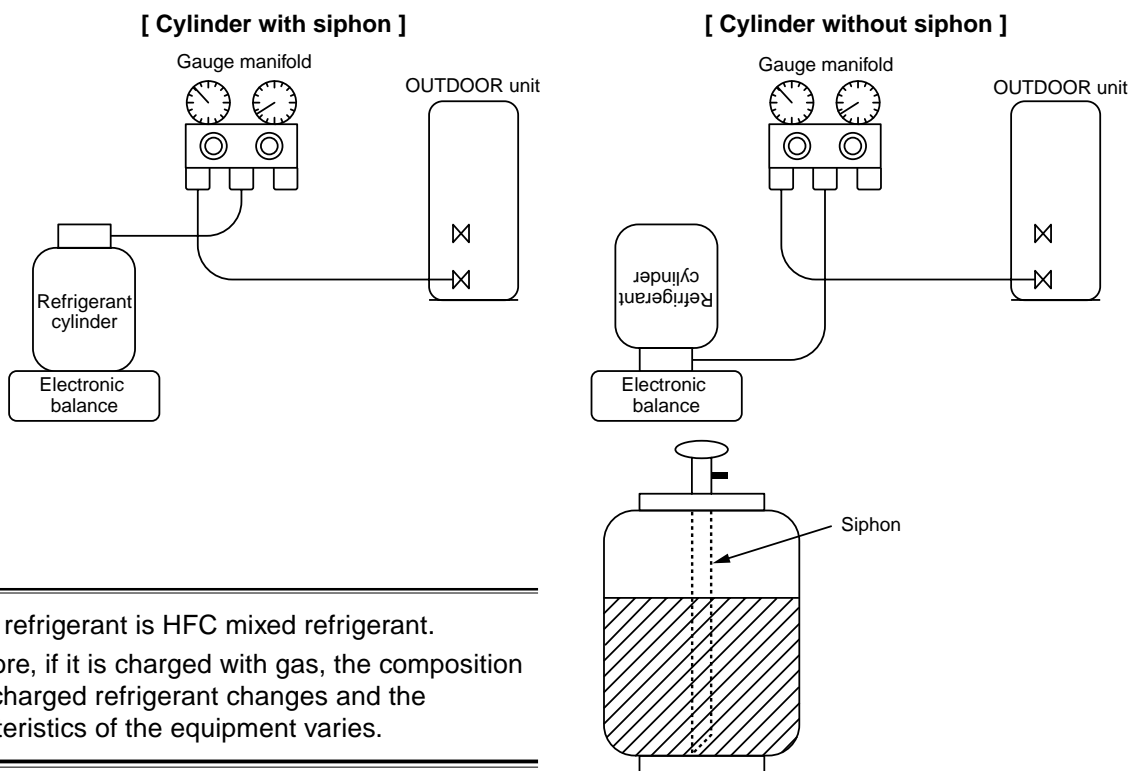 [ Cylinder with siphon ]
Gauge manifold
OUTDOOR unit
Refrigerant
cylinder
Electronic
balance
[ Cylinder without siphon ]
Gauge manifold
OUTDOOR unit
Refrigerant
cylinder
Electronic
balance
Siphon
refrigerant is HFC mixed refrigerant.
if it is charged with gas, the composition
charged refrigerant changes and the
of the equipment varies.